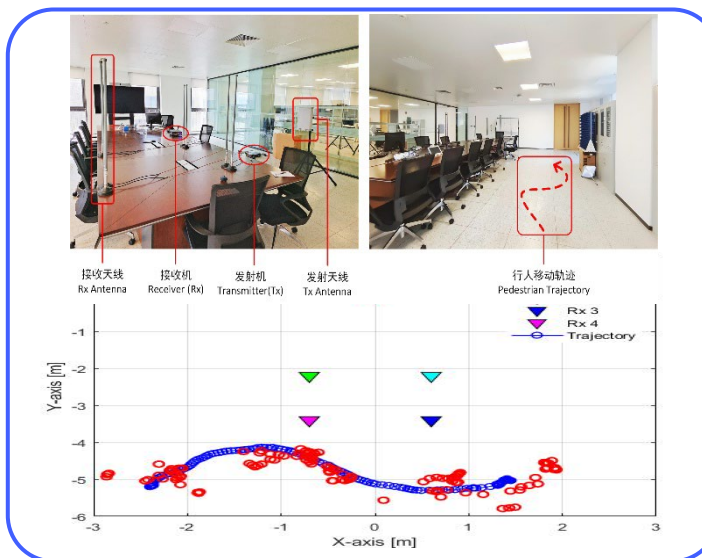 接收天线 接收机 发射机 发射天线 行人移动轨迹
Rx Antenna Receiver (Rx) Transmitter(Tx) Tx Antenna Pedestrian Trajectory
Rx 3
Rx 4
Trajectory
-1
-2
-3
-4
-5
-6
Y-axis [m]
-3 -2 -1 0 1 2 3
X-axis [m]